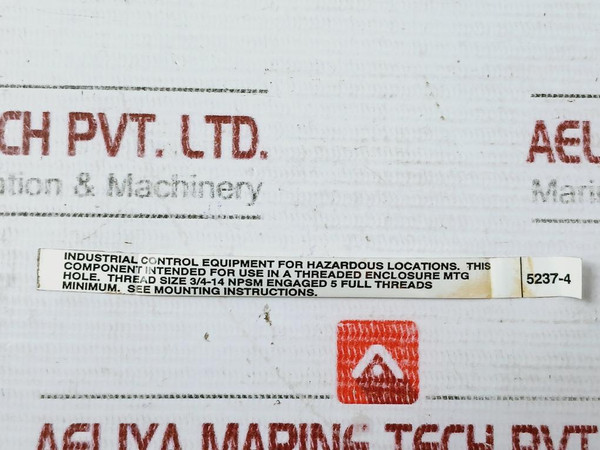 CH PVT. LTD.
ption & Machinery
AEL
Mari
INDUSTRIAL CONTROL EQUIPMENT FOR HAZARDOUS LOCATIONS. THIS
COMPONENT INTENDED FOR USE IN A THREADED ENCLOSURE MTG
HOLE. THREAD SIZE 3/4-14 NPSM ENGAGED 5 FULL THREADS
MINIMUM. SEE MOUNTING INSTRUCTIONS.
5237-4
AELIYA MARINE TECH PVT